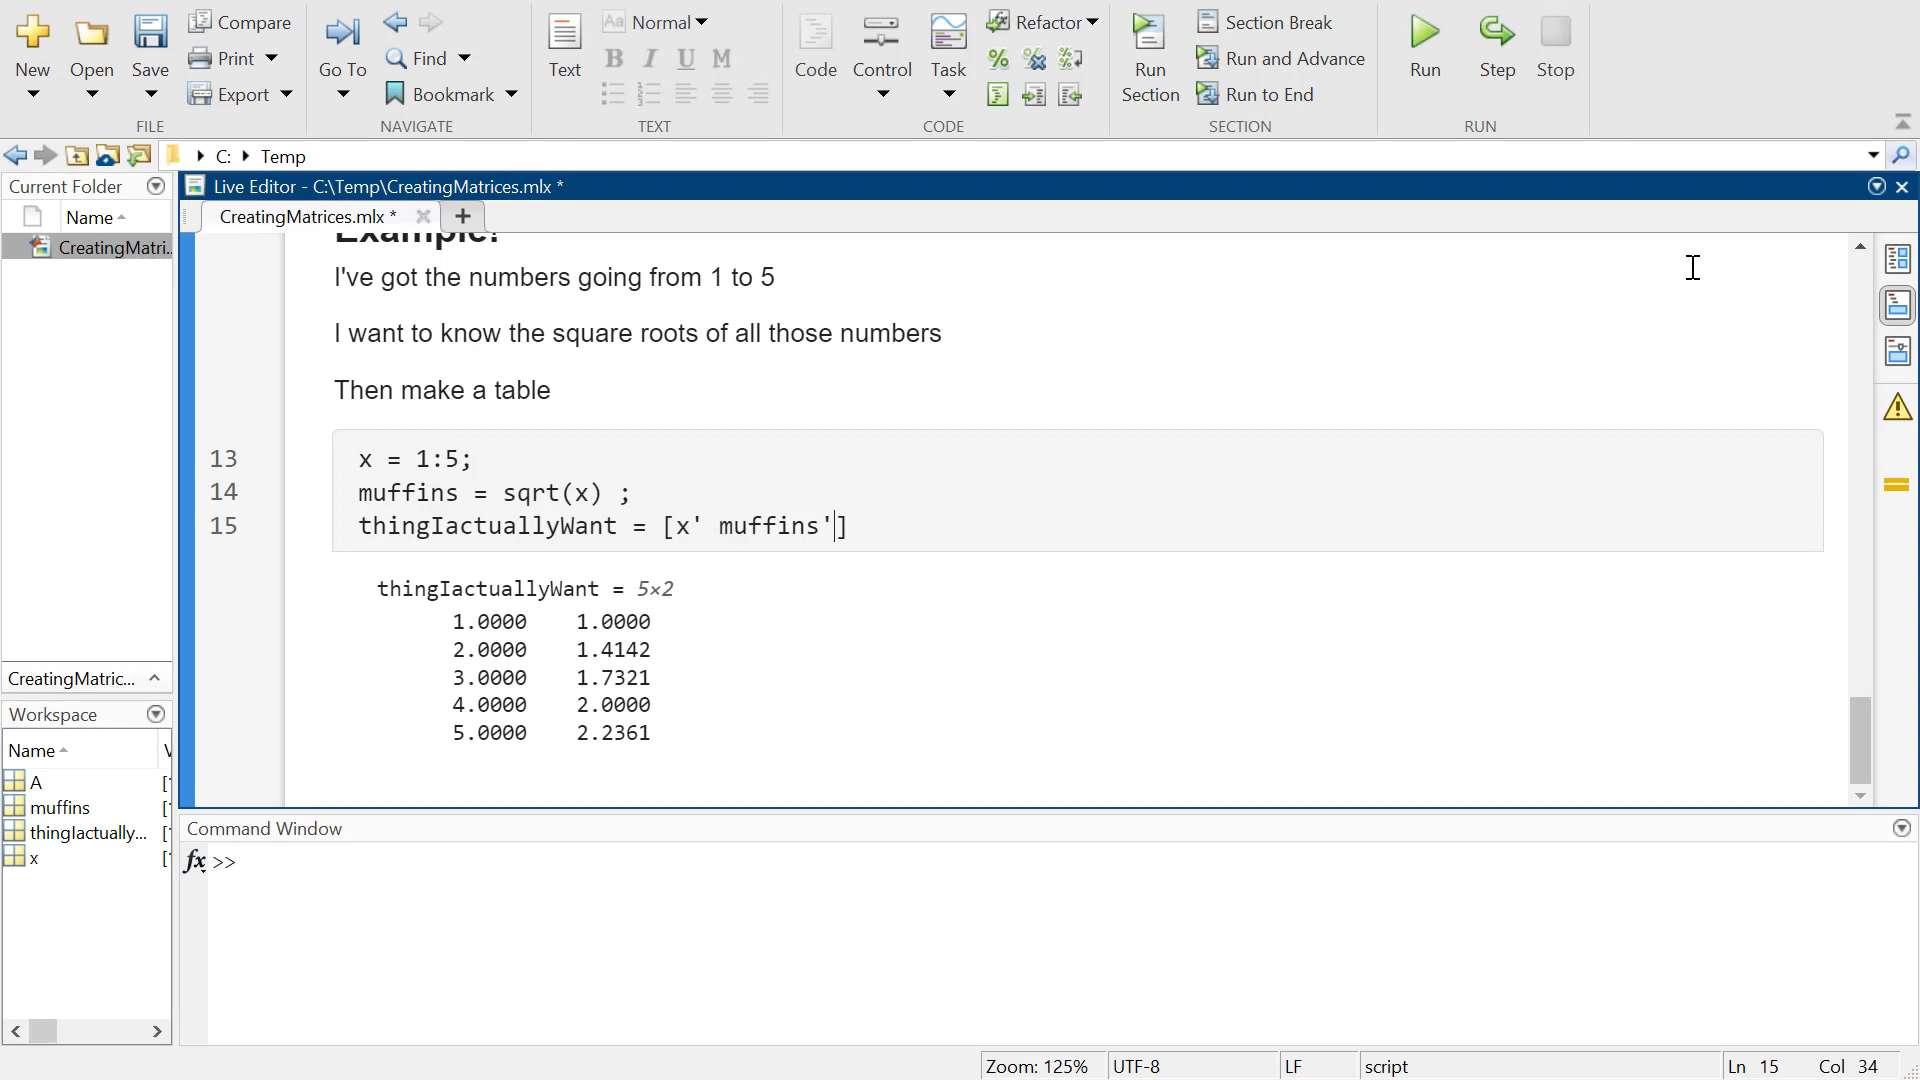 New
Open
Save
Compare
Print
Export
FILE
Go To
Find
Bookmark
NAVIGATE
Text
Aa Normal
B I U M
TEXT
Code
Control
Task
Refactor
CODE
Run
Section
Section Break
Run and Advance
Run to End
SECTION
Run
Step
Stop
RUN
C: Temp
Current Folder
Name
CreatingMatri..
CreatingMatric...
Workspace
Name
A
muffins
thingIactually...
x
Live Editor - C:\Temp\CreatingMatrices.mlx *
CreatingMatrices.mlx *
Example:
I've got the numbers going from 1 to 5
I want to know the square roots of all those numbers
Then make a table
13 x = 1:5;
14 muffins = sqrt(x) ;
15 thingIactuallyWant = [x' muffins']
thingIactuallyWant = 5×2
1.0000 1.0000
2.0000 1.4142
3.0000 1.7321
4.0000 2.0000
5.0000 2.2361
Command Window
fx >>
Zoom: 125% UTF-8 LF script Ln 15 Col 34